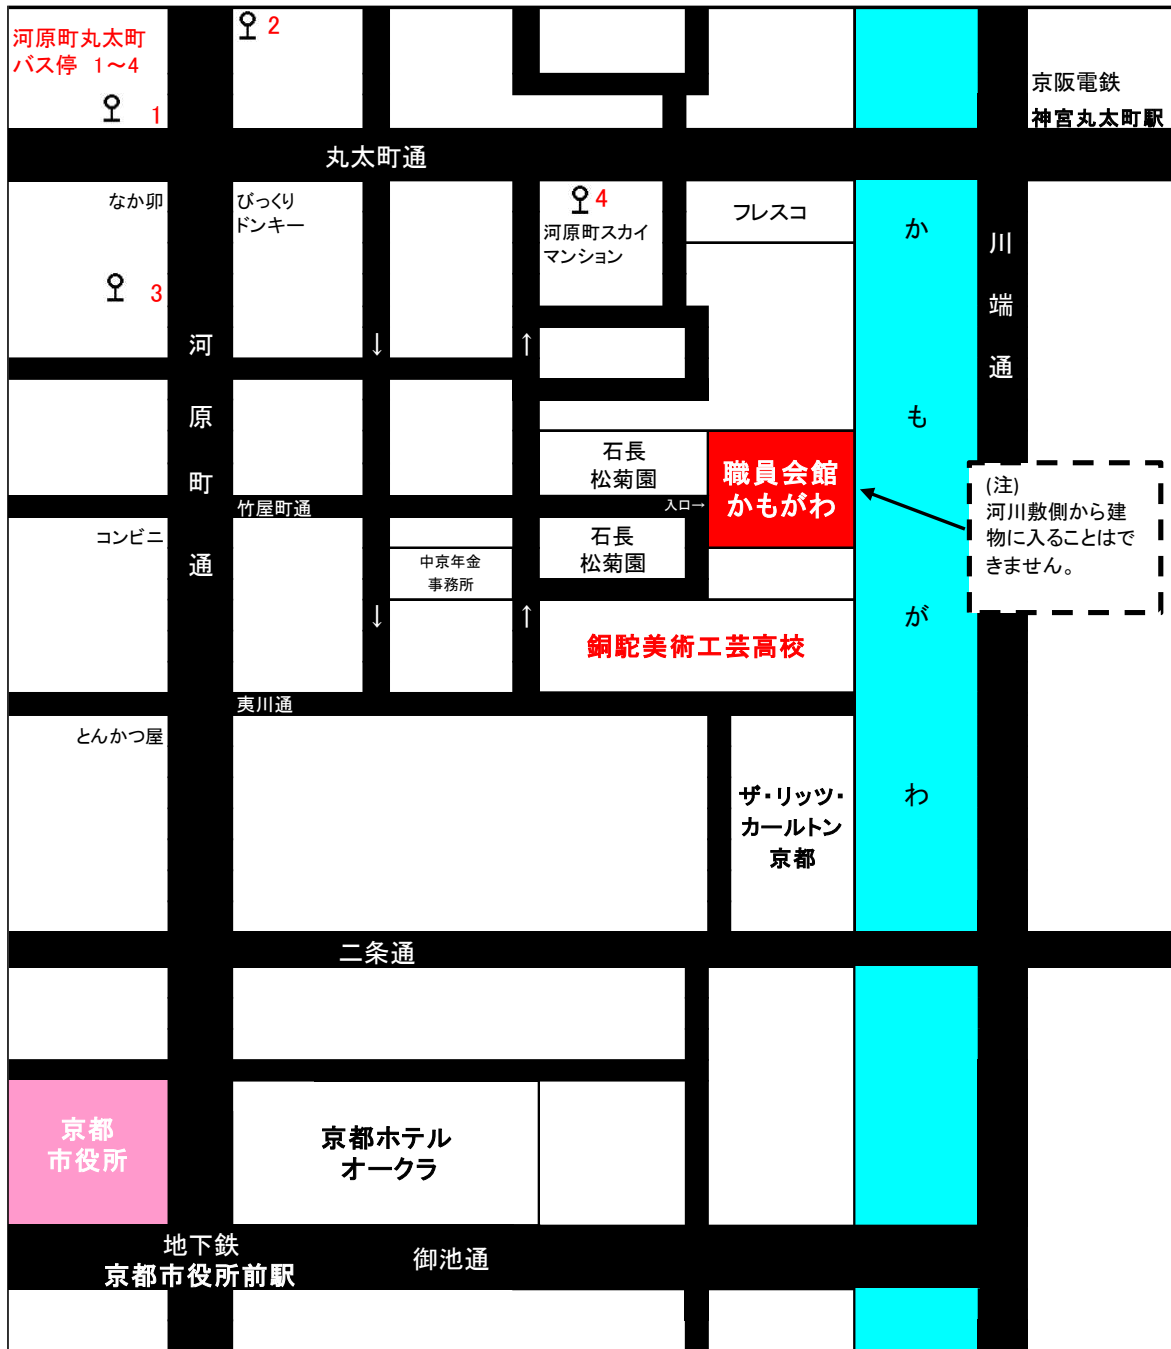 河原町丸太町
バス停 1～4
2
1
京阪電鉄
神宮丸太町駅
丸太町通
なか卯
びっくり
ドンキー
4
河原町スカイ
マンション
フレスコ
3
河
原
町
通
↓
↑
か
も
が
わ
川
端
通
石長
松菊園
職員会館
かもがわ
入口→
竹屋町通
(注)
河川敷側から建
物に入ることはで
きません。
コンビニ
石長
松菊園
中京年金
事務所
↓
↑
銅駝美術工芸高校
夷川通
とんかつ屋
ザ・リッツ・
カールトン
京都
二条通
京都
市役所
京都ホテル
オークラ
地下鉄
京都市役所前駅
御池通